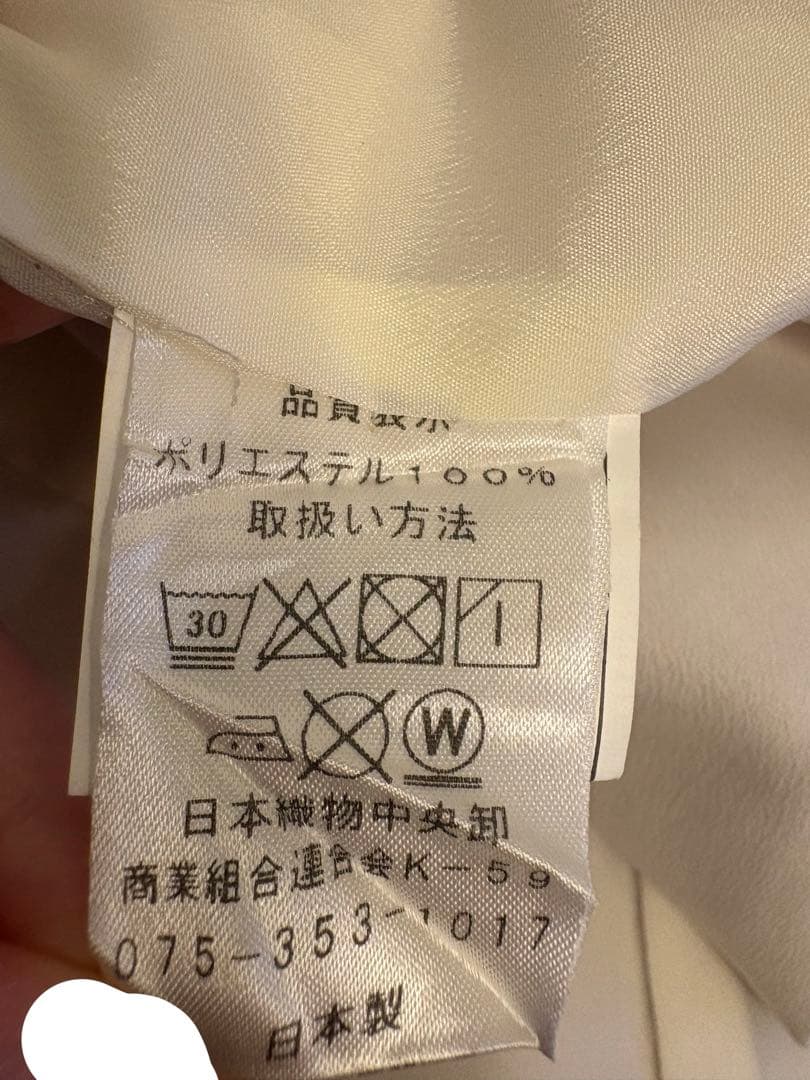 品質表示
ポリエステル100%
取扱い方法
30
W
日本織物中央卸
商業組合連合会K-59
075-353-1017
日本製